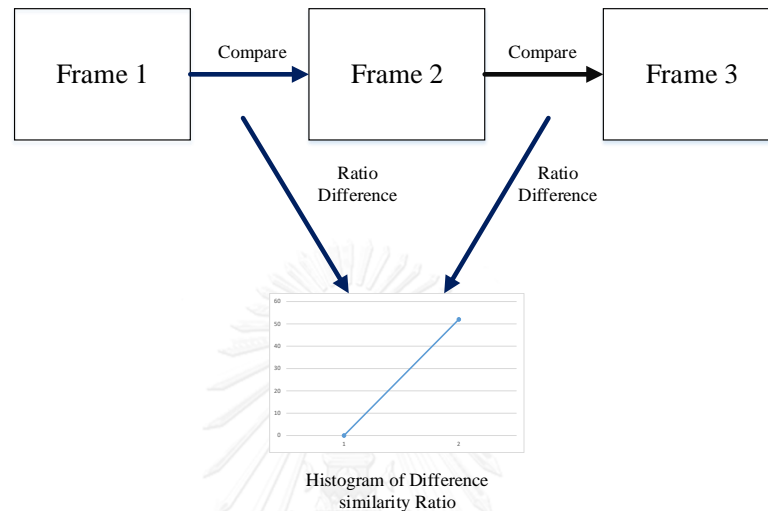 Frame 1
Compare
Frame 2
Compare
Frame 3
Ratio
Difference
Ratio
Difference
60
50
40
30
20
10
0
1
2
Histogram of Difference
similarity Ratio